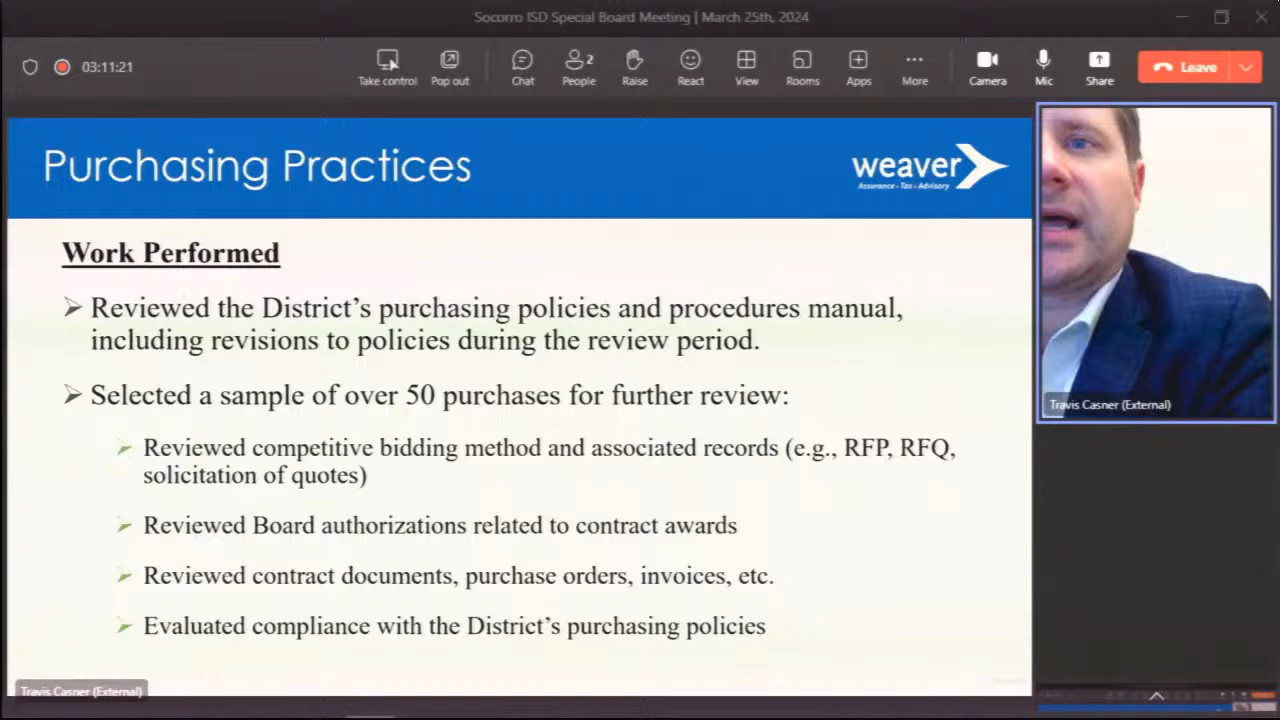 Socorro ISD Special Board Meeting | March 25th, 2024
03:11:21
Take control
Pop out
Chat
2
People
Raise
React
View
Rooms
Apps
More
Camera
Mic
Share
Leave
Purchasing Practices
weaver
Assurance • Tax • Advisory
Work Performed
Reviewed the District’s purchasing policies and procedures manual,
including revisions to policies during the review period.
Selected a sample of over 50 purchases for further review:
Reviewed competitive bidding method and associated records (e.g., RFP, RFQ,
solicitation of quotes)
Reviewed Board authorizations related to contract awards
Reviewed contract documents, purchase orders, invoices, etc.
Evaluated compliance with the District’s purchasing policies
Travis Casner (External)
Travis Casner (External)